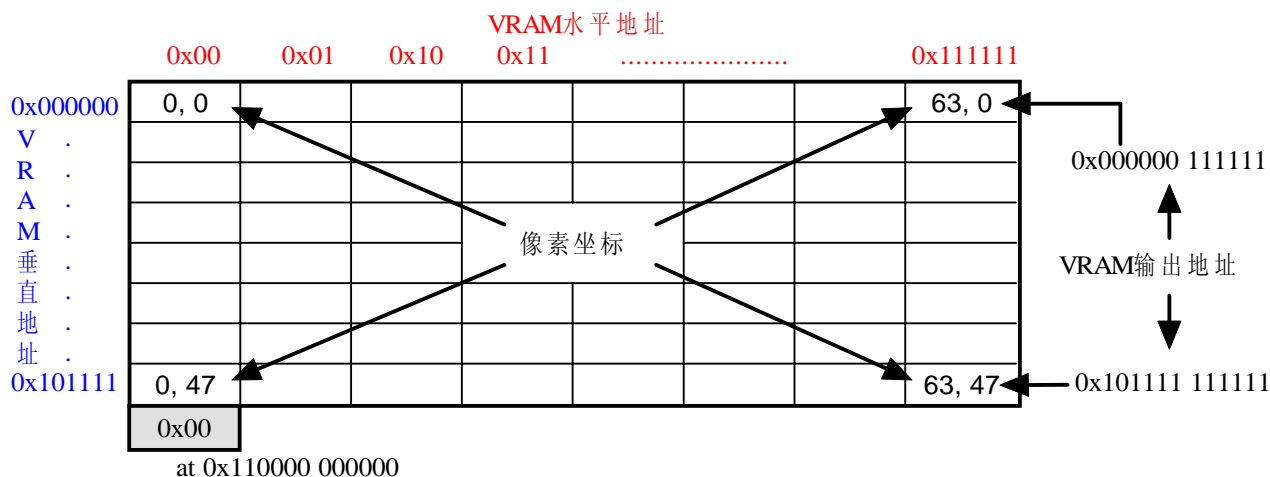 VRAM水平地址
0x00 0x01 0x10 0x11 ..................... 0x111111
0x000000
V .
R .
A .
M .
垂 .
直 .
地 .
址 .
0x101111
0, 0
63, 0
像素坐标
0, 47
63, 47
0x00
at 0x110000 000000
0x000000 111111
VRAM输出地址
0x101111 111111